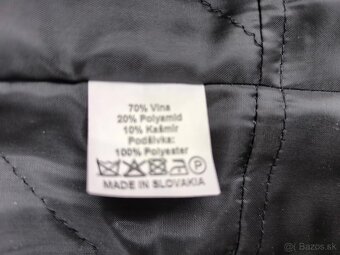 70% Vlna
20% Polyamid
10% Kašmír
Podšívka:
100% Polyester
P
MADE IN SLOVAKIA
Bazos.sk